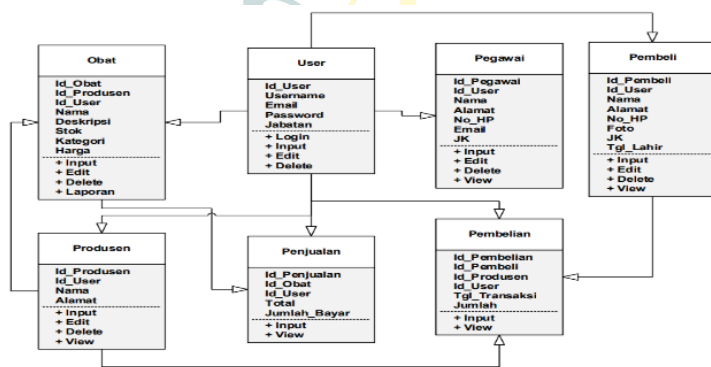 Obat
Id_Obat
Id_Produsen
Id_User
Nama
Deskripsi
Stok
Kategori
Harga
+ Input
+ Edit
+ Delete
+ Laporan
User
Id_User
Username
Email
Password
Jabatan
+ Login
+ Input
+ Edit
+ Delete
Pegawai
Id_Pegawai
Id_User
Nama
Alamat
No_HP
Email
JK
+ Input
+ Edit
+ Delete
+ View
Pembeli
Id_Pembeli
Id_User
Nama
Alamat
No_HP
Foto
JK
Tgl_Lahir
+ Input
+ Edit
+ Delete
+ View
Produsen
Id_Produsen
Id_User
Nama
Alamat
+ Input
+ Edit
+ Delete
+ View
Penjualan
Id_Penjualan
Id_Obat
Id_User
Total
Jumlah_Bayar
+ Input
+ View
Pembelian
Id_Pembelian
Id_Pembeli
Id_Produsen
Id_User
Tgl_Transaksi
Jumlah
+ Input
+ View